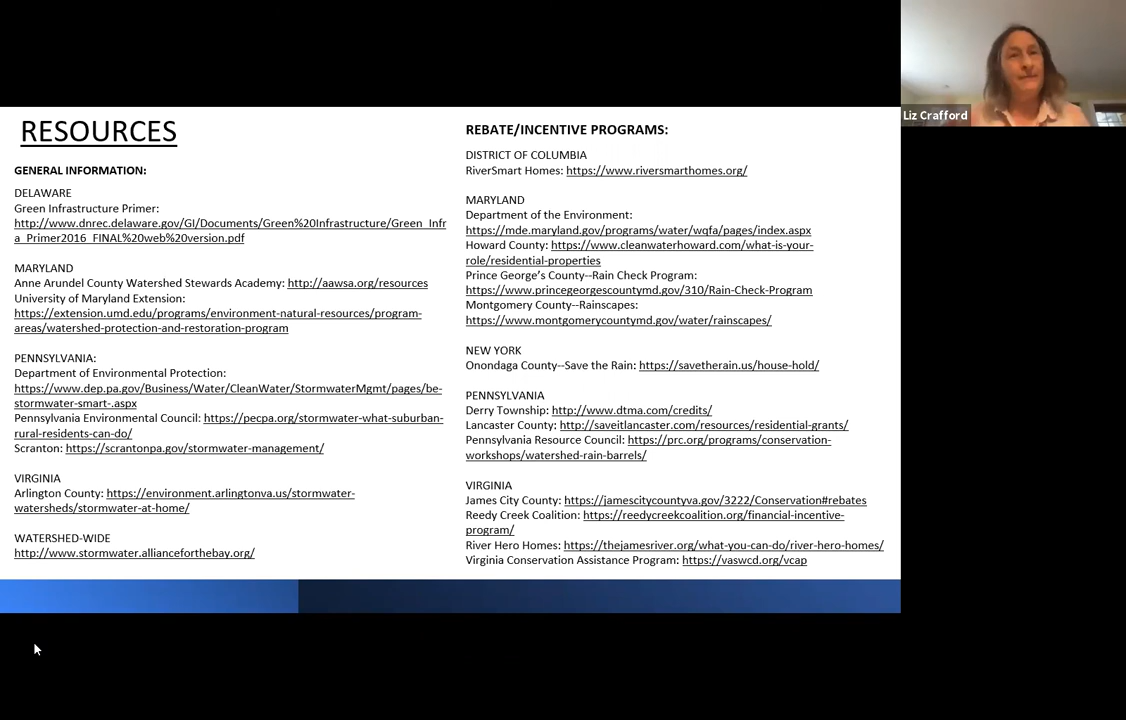 RESOURCES
GENERAL INFORMATION:
DELAWARE
Green Infrastructure Primer:
http://www.dnrec.delaware.gov/GI/Documents/Green%20Infrastructure/Green_Infr
a_Primer2016_FINAL%20web%20version.pdf
MARYLAND
Anne Arundel County Watershed Stewards Academy: http://aawsa.org/resources
University of Maryland Extension:
https://extension.umd.edu/programs/environment-natural-resources/program-
areas/watershed-protection-and-restoration-program
PENNSYLVANIA:
Department of Environmental Protection:
https://www.dep.pa.gov/Business/Water/CleanWater/StormwaterMgmt/pages/be-
stormwater-smart-.aspx
Pennsylvania Environmental Council: https://pecpa.org/stormwater-what-suburban-
rural-residents-can-do/
Scranton: https://scrantonpa.gov/stormwater-management/
VIRGINIA
Arlington County: https://environment.arlingtonva.us/stormwater-
watersheds/stormwater-at-home/
WATERSHED-WIDE
http://www.stormwater.allianceforthebay.org/
REBATE/INCENTIVE PROGRAMS:
DISTRICT OF COLUMBIA
RiverSmart Homes: https://www.riversmarthomes.org/
MARYLAND
Department of the Environment:
https://mde.maryland.gov/programs/water/wqfa/pages/index.aspx
Howard County: https://www.cleanwaterhoward.com/what-is-your-
role/residential-properties
Prince George's County--Rain Check Program:
https://www.princegeorgescountymd.gov/310/Rain-Check-Program
Montgomery County--Rainscapes:
https://www.montgomerycountymd.gov/water/rainscapes/
NEW YORK
Onondaga County--Save the Rain: https://savetherain.us/house-hold/
PENNSYLVANIA
Derry Township: http://www.dtma.com/credits/
Lancaster County: http://saveitlancaster.com/resources/residential-grants/
Pennsylvania Resource Council: https://prc.org/programs/conservation-
workshops/watershed-rain-barrels/
VIRGINIA
James City County: https://jamescitycountyva.gov/3222/Conservation#rebates
Reedy Creek Coalition: https://reedycreekcoalition.org/financial-incentive-
program/
River Hero Homes: https://thejamesriver.org/what-you-can-do/river-hero-homes/
Virginia Conservation Assistance Program: https://vaswcd.org/vcap
Liz Crafford